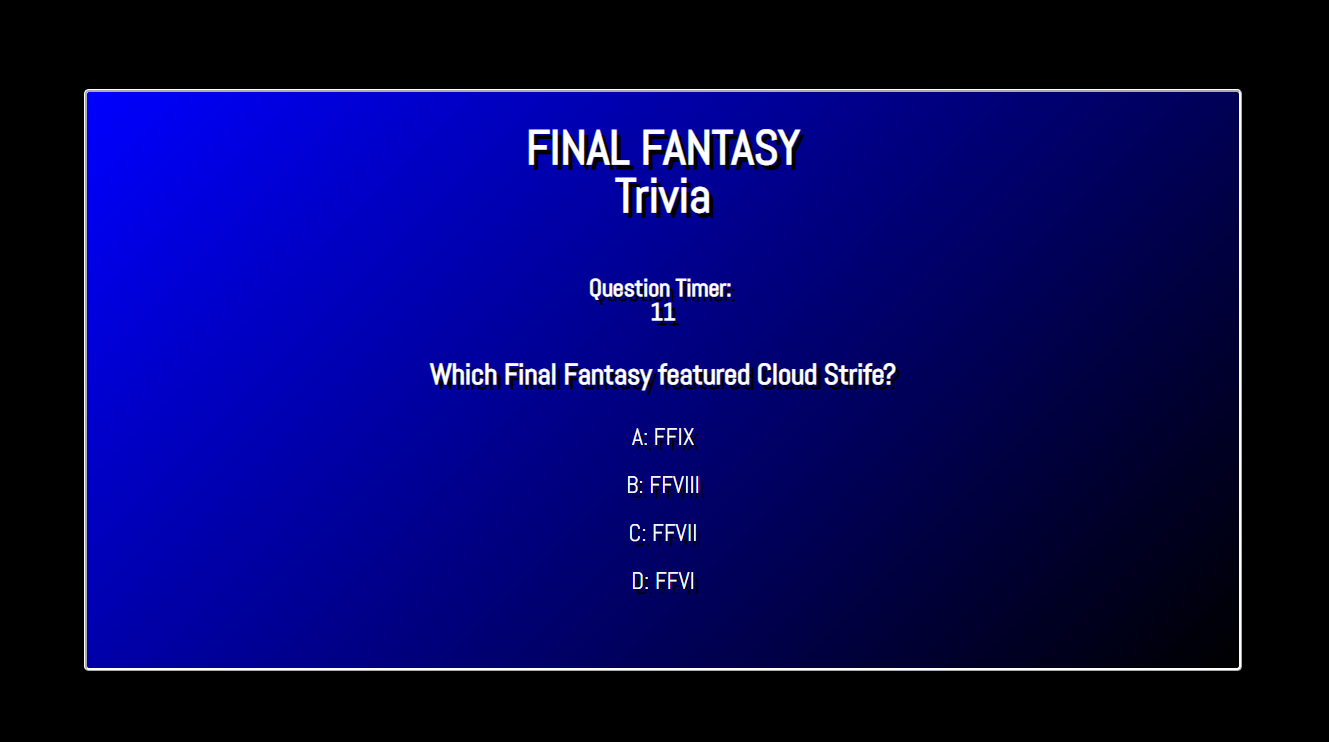 FINAL FANTASY
Trivia
Question Timer:
11
Which Final Fantasy featured Cloud Strife?
A: FFIX
B: FFVIII
C: FFVII
D: FFVI